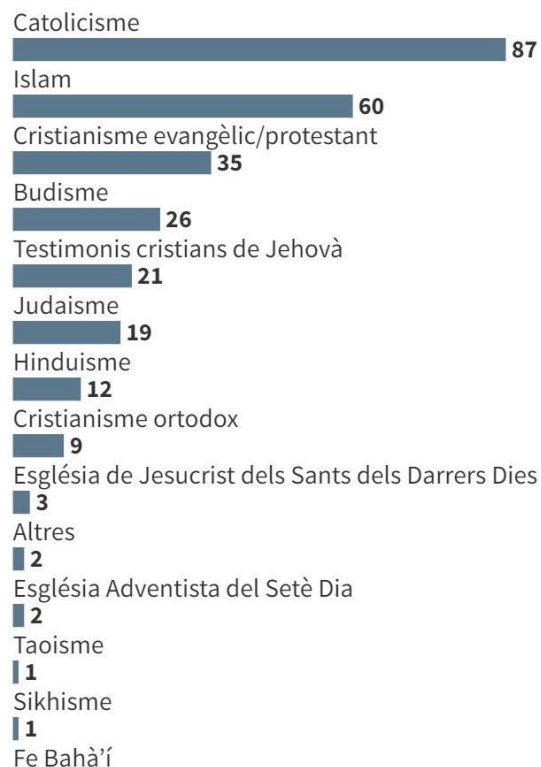 Catolicisme
87
Islam
60
Cristianisme evangèlic/protestant
35
Budisme
26
Testimonis cristians de Jehovà
21
Judaisme
19
Hinduisme
12
Cristianisme ortodox
9
Església de Jesucrist dels Sants dels Darrers Dies
3
Altres
2
Església Adventista del Setè Dia
2
Taoisme
1
Sikhisme
1
Fe Bahà’í